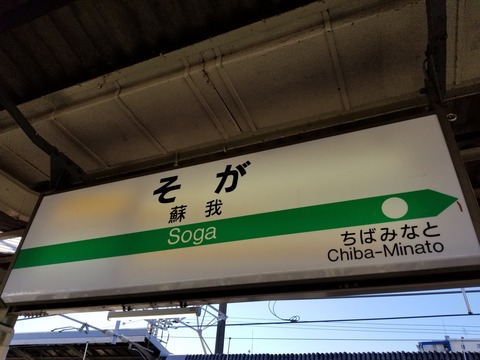 そが
蘇我
Soga
ちばみなと
Chiba-Minato